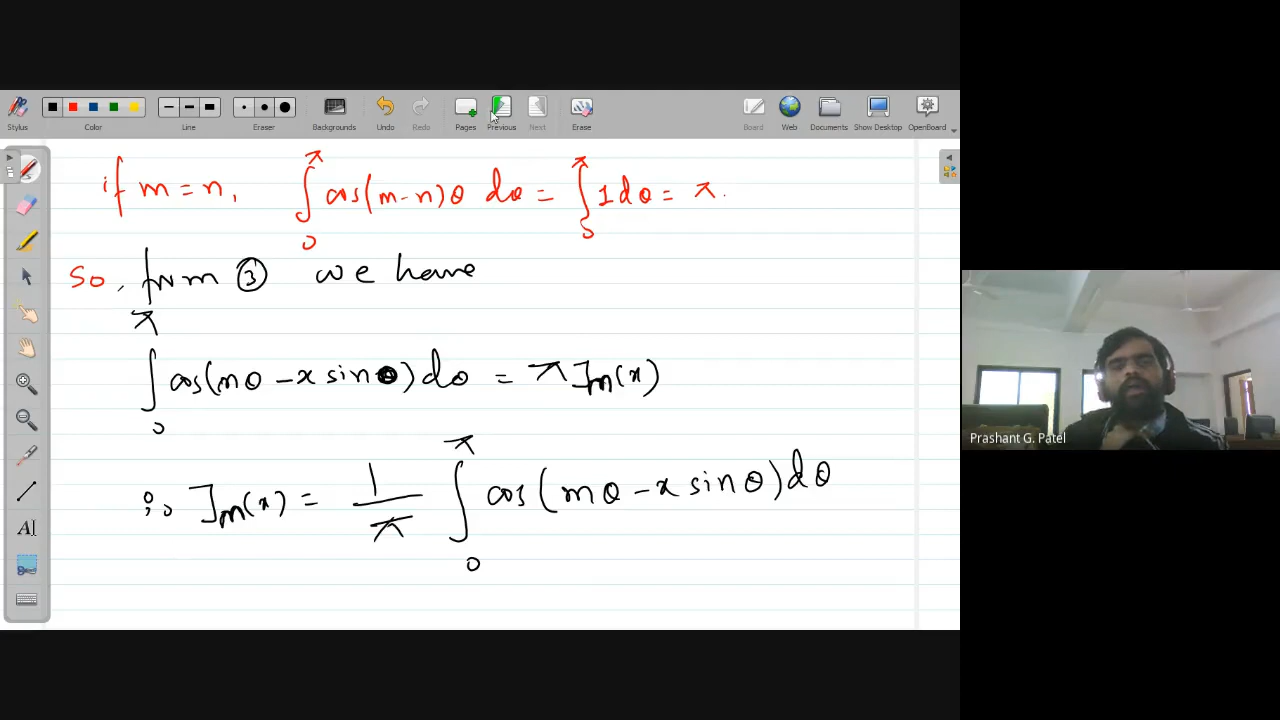 Stylus Color Line Eraser Backgrounds Undo Redo Pages Previous Next Erase Board Web Documents Show Desktop OpenBoard
if m = n, ∫₀^π cos(m-n)θ dθ = ∫₀^π 1 dθ = π.
So, from ③ we have
∫₀^π cos(mθ - x sinθ) dθ = π Jm(x)
∴ Jm(x) = 1/π ∫₀^π cos(mθ - x sinθ) dθ
Prashant G. Patel